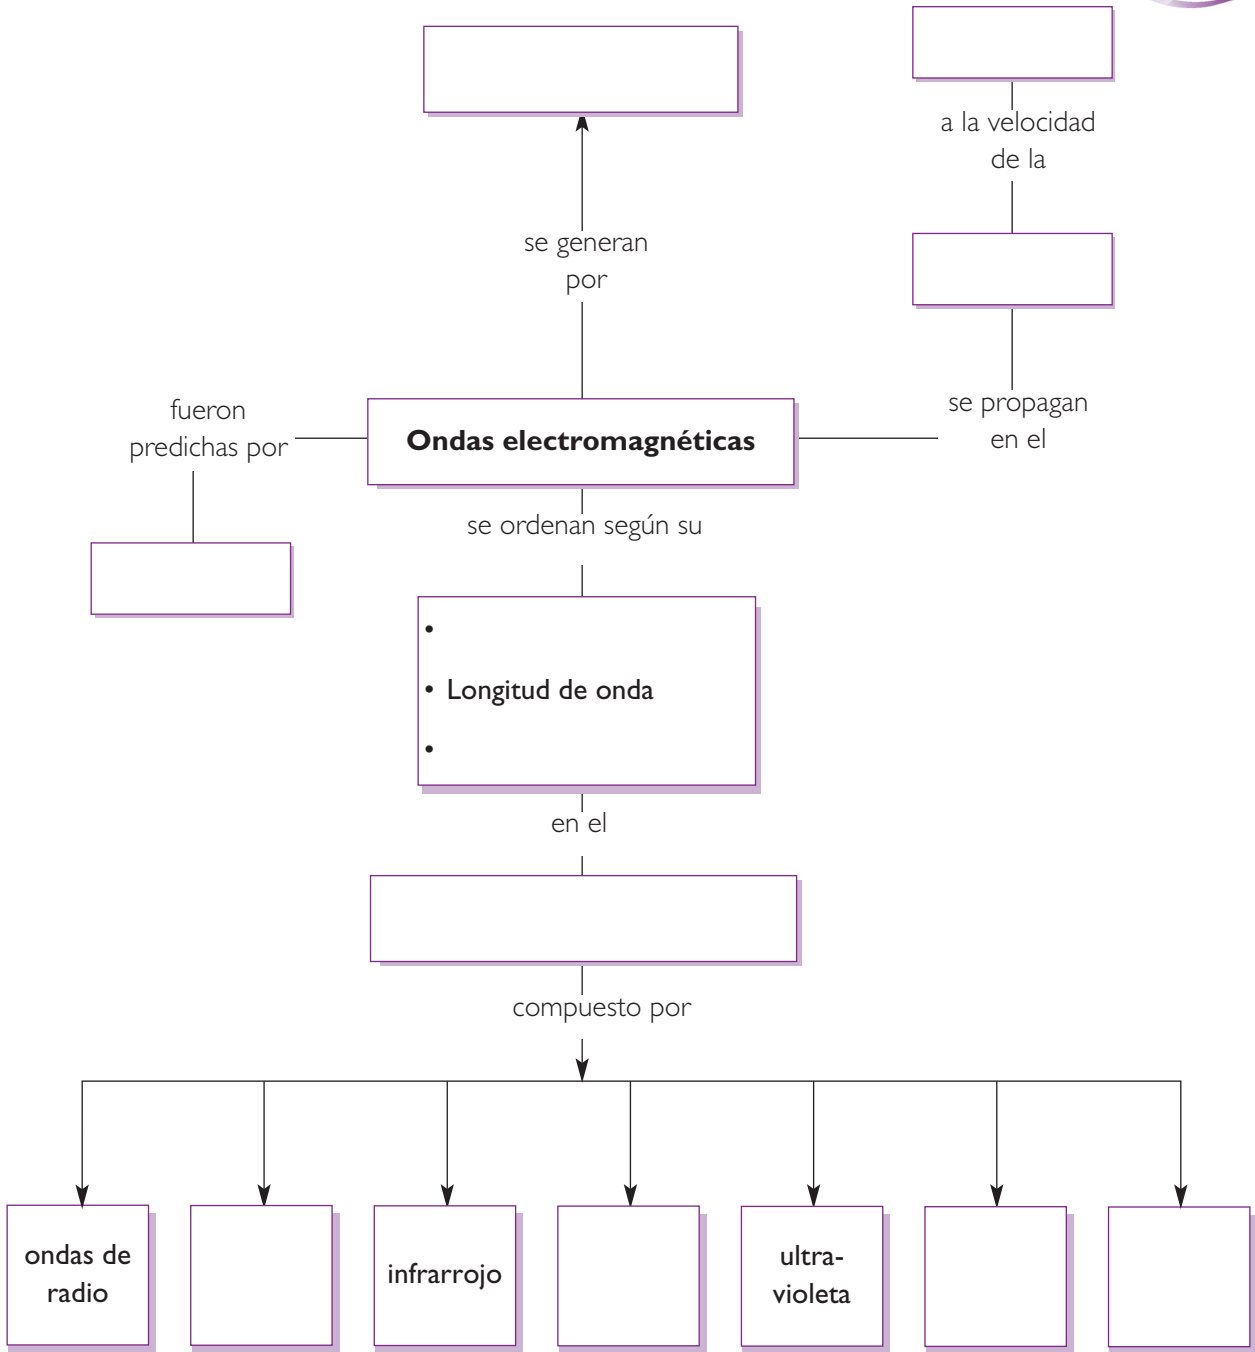 a la velocidad
de la
se generan
por
fueron
predichas por
Ondas electromagnéticas
se propagan
en el
se ordenan según su
•
• Longitud de onda
•
en el
compuesto por
ondas de
radio
infrarrojo
ultra-
violeta